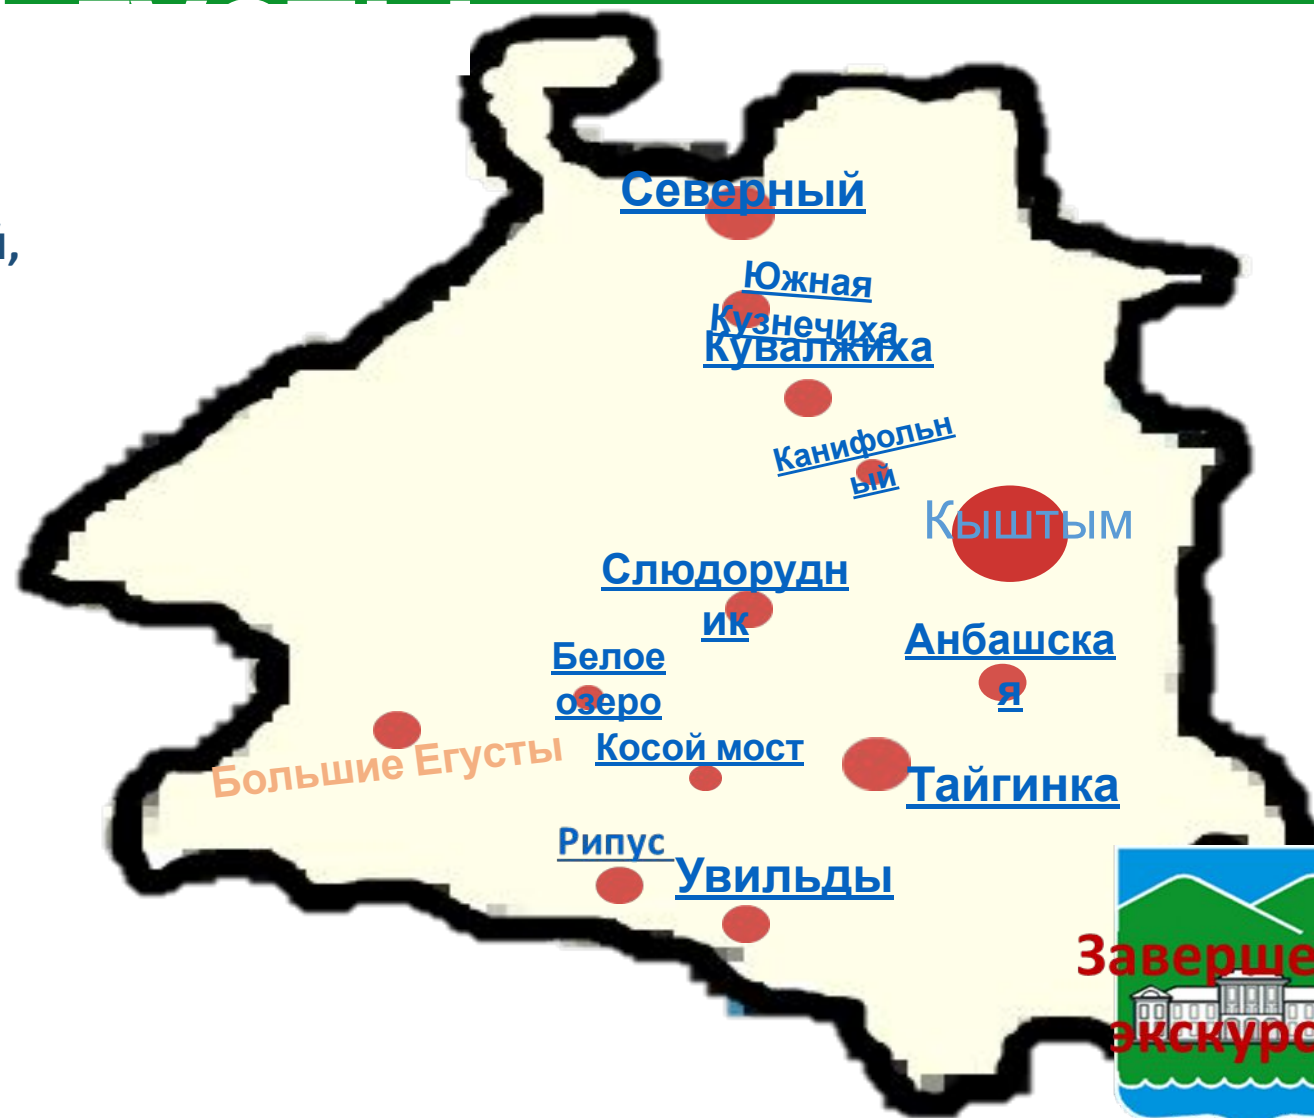 Северный
Южная
Кузнечиха
Кувалжиха
Канифольн
ый
Кыштым
Слюдорудн
ик
Анбашска
я
Белое
озеро
Большие Егусты
Косой мост
Тайгинка
Рипус
Увильды
Заверше
экскурс